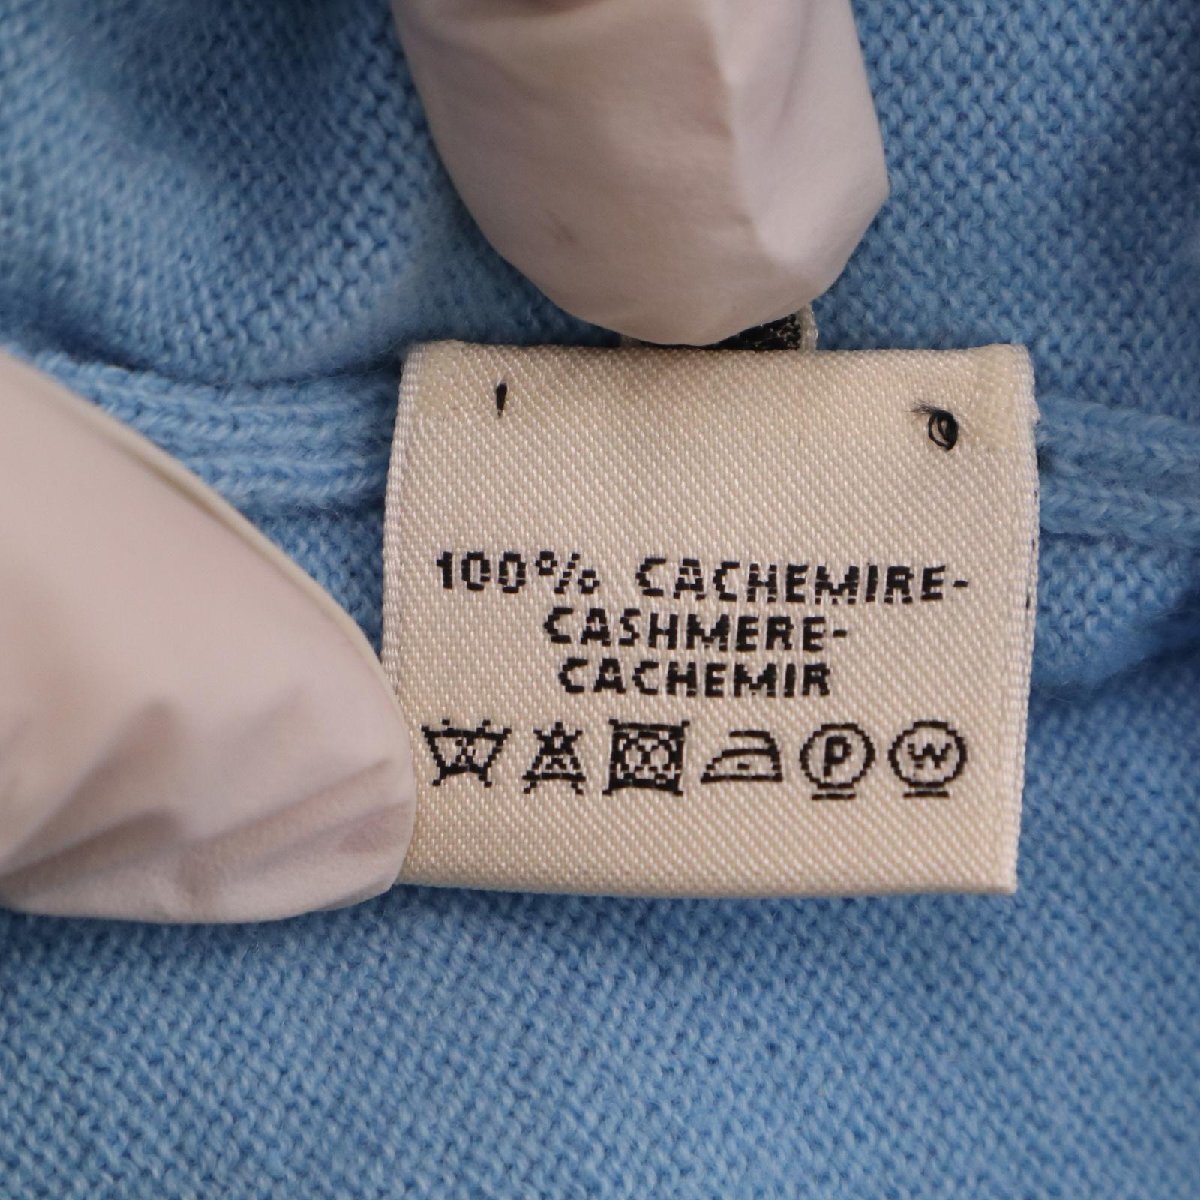 100% CACHEMIRE-
CASHMERE-
CACHEMIR
P W